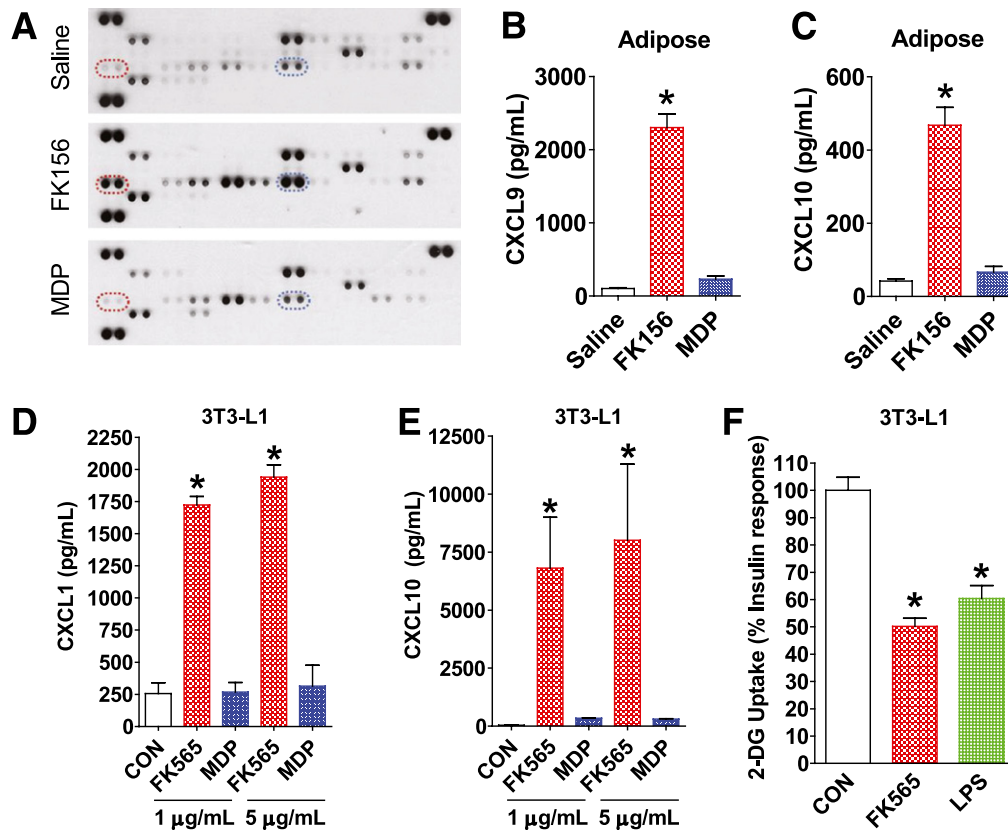 A
Saline
FK156
MDP
B
Adipose
CXCL9 (pg/mL)
3000
2000
1000
0
*
Saline
FK156
MDP
C
Adipose
CXCL10 (pg/mL)
600
400
200
0
*
Saline
FK156
MDP
D
3T3-L1
CXCL1 (pg/mL)
2250
2000
1750
1500
1250
1000
750
500
250
0
*
*
CON
FK565
MDP
FK565
MDP
1 µg/mL
5 µg/mL
E
3T3-L1
CXCL10 (pg/mL)
12500
10000
7500
5000
2500
0
*
*
CON
FK565
MDP
FK565
MDP
1 µg/mL
5 µg/mL
F
3T3-L1
2-DG Uptake (% Insulin response)
110
100
90
80
70
60
50
40
30
20
10
0
*
*
CON
FK565
LPS